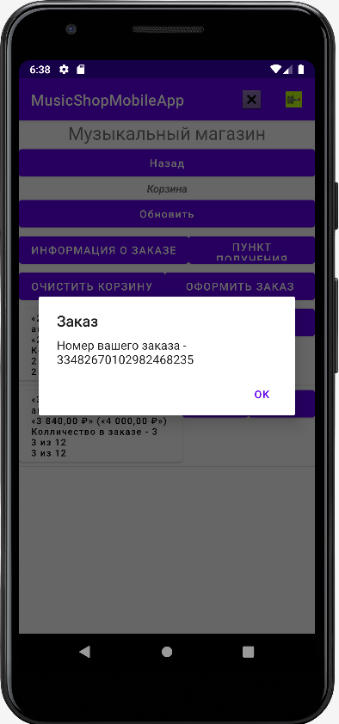 6:38
MusicShopMobileApp
Музыкальный магазин
Назад
Корзина
Обновить
ИНФОРМАЦИЯ О ЗАКАЗЕ
ПУНКТ
ПОЛУЧЕНИЯ
ОЧИСТИТЬ КОРЗИНУ
ОФОРМИТЬ ЗАКАЗ
Заказ
Номер вашего заказа -
33482670102982468235
OK
«3 840,00 ₽» («4 000,00 ₽»)
Колличество в заказе - 3
3 из 12
3 из 12